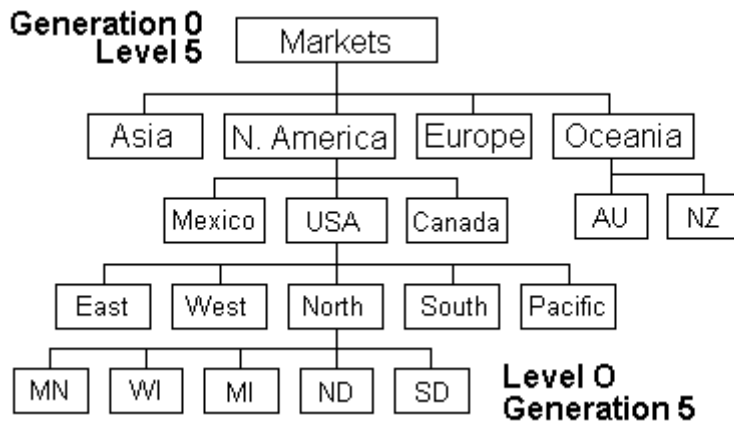 Generation 0
Level 5
Markets
Asia
N. America
Europe
Oceania
Mexico
USA
Canada
AU
NZ
East
West
North
South
Pacific
MN
WI
MI
ND
SD
Level O
Generation 5